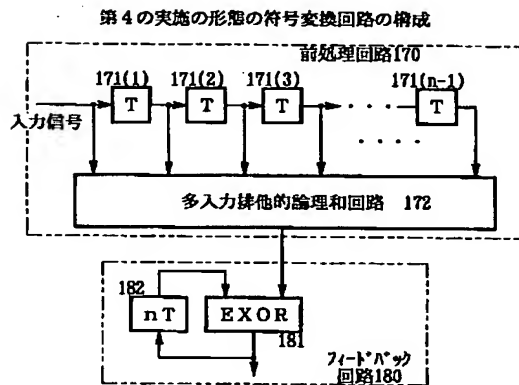 第4の実施の形態の符号変換回路の構成
前処理回路170
171(1) 171(2) 171(3) 171(n-1)
T T T T
入力信号
多入力排他的論理和回路 172
182
nT EXOR
181
フィードバック
回路180